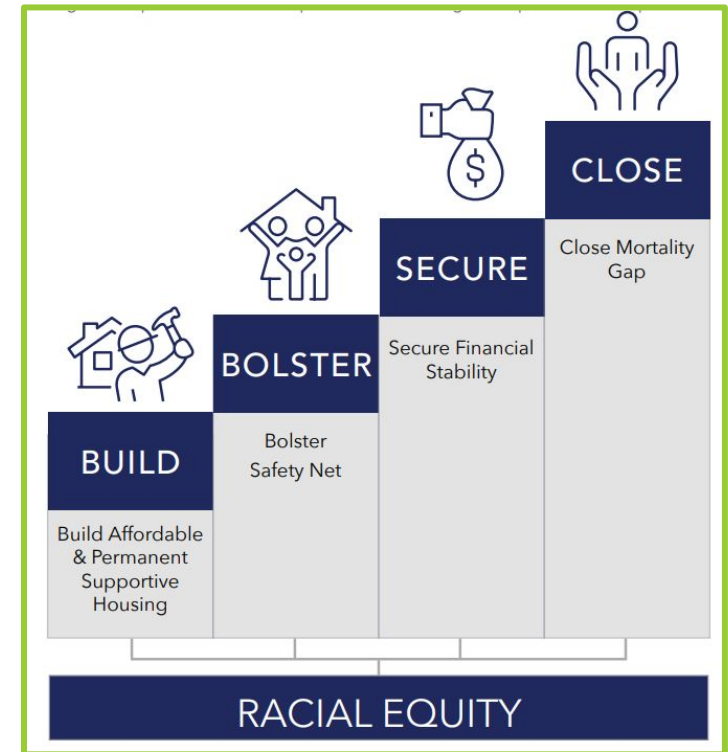 CLOSE
Close Mortality
Gap
SECURE
Secure Financial
Stability
BOLSTER
Bolster
Safety Net
BUILD
Build Affordable
& Permanent
Supportive
Housing
$
RACIAL EQUITY